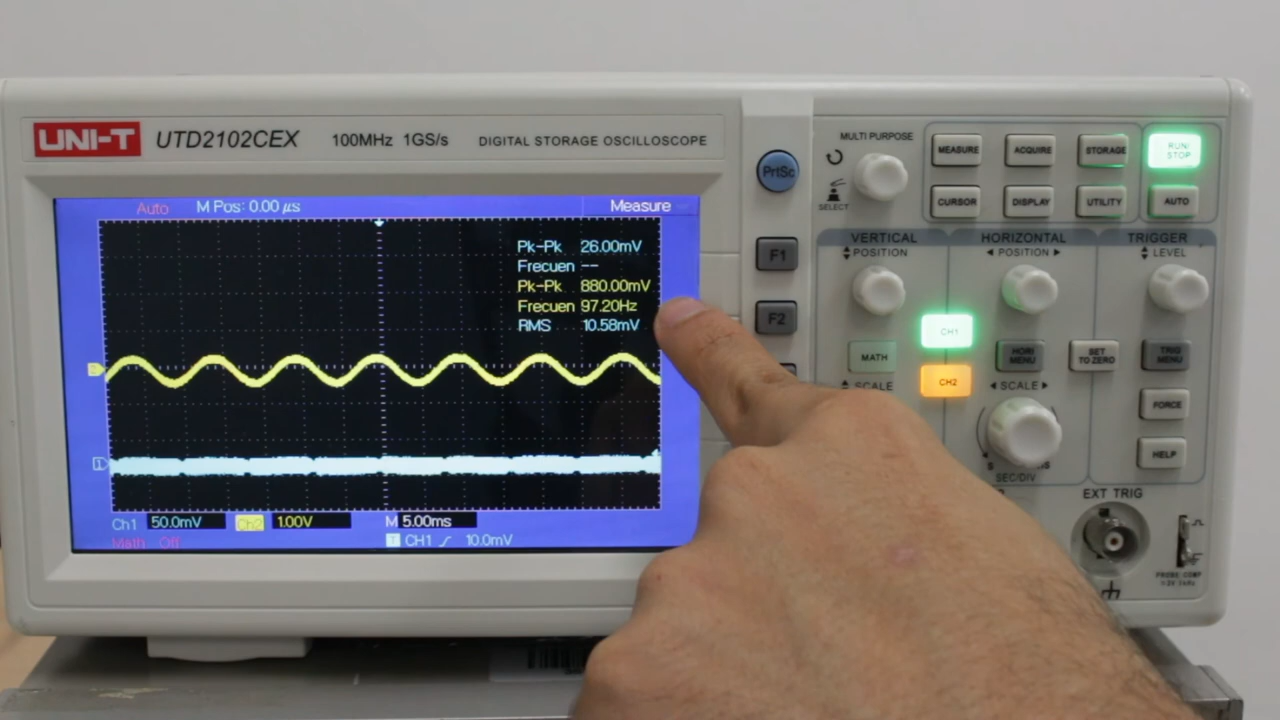 UNI-T UTD2102CEX 100MHz 1GS/s DIGITAL STORAGE OSCILLOSCOPE
Auto M Pos: 0.00 µs Measure
Pk-Pk 26.00mV
Frecuen --
Pk-Pk 880.00mV
Frecuen 97.20Hz
RMS 10.58mV
1
Ch1 50.0mV Ch2 1.00V M 5.00ms
Math Off T CH1 10.0mV
PrtSc
F1
F2
MULTI PURPOSE
SELECT
MEASURE ACQUIRE STORAGE RUN/
STOP
CURSOR DISPLAY UTILITY AUTO
VERTICAL HORIZONTAL TRIGGER
POSITION POSITION LEVEL
CH1
MATH HORI
MENU SET
TO ZERO TRIG
MENU
CH2
SCALE SCALE
FORCE
HELP
SEC/DIV
EXT TRIG
PROBE COMP